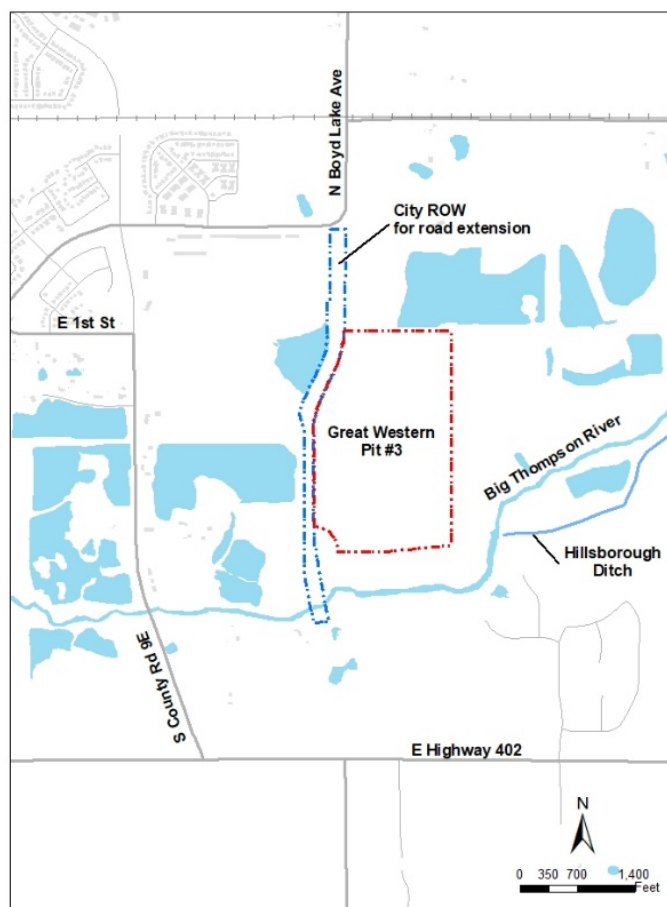 N Boyd Lake Ave
City ROW
for road extension
E 1st St
Great Western
Pit #3
Big Thompson River
Hillsborough
Ditch
S County Rd 9E
E Highway 402
N
0 350 700 1,400
Feet